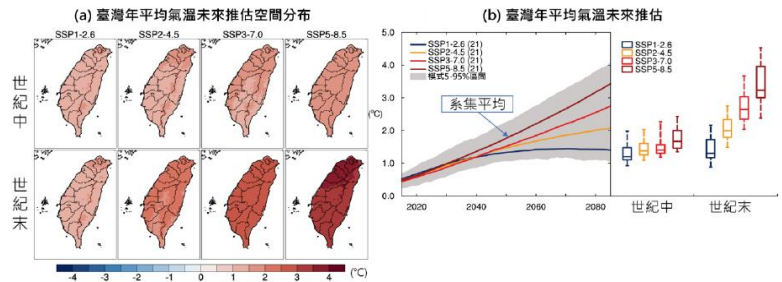 (a) 臺灣年平均氣溫未來推估空間分布
SSP1-2.6 SSP2-4.5 SSP3-7.0 SSP5-8.5
世紀中
世紀末
(℃)
-4 -3 -2 -1 0 1 2 3 4
(b) 臺灣年平均氣溫未來推估
(℃)
5.0
4.0
3.0
2.0
1.0
0.0
SSP1-2.6 (21)
SSP2-4.5 (21)
SSP3-7.0 (21)
SSP5-8.5 (21)
模式5-95%區間
系集平均
2020 2040 2060 2080
SSP1-2.6
SSP2-4.5
SSP3-7.0
SSP5-8.5
世紀中 世紀末